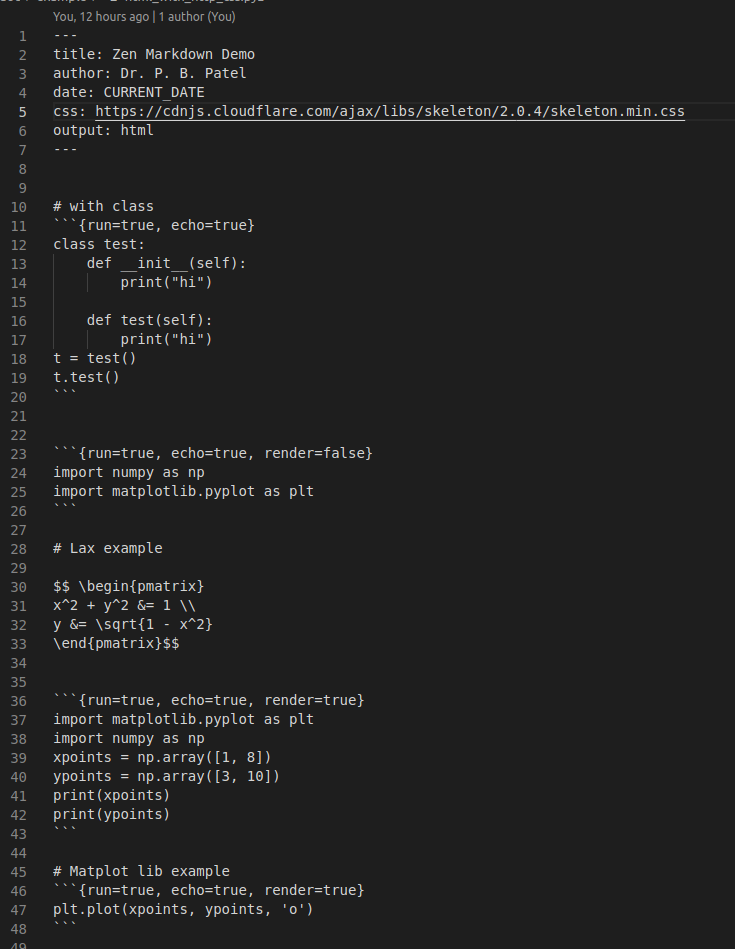 You, 12 hours ago | 1 author (You)
1 ---
2 title: Zen Markdown Demo
3 author: Dr. P. B. Patel
4 date: CURRENT_DATE
5 css: https://cdnjs.cloudflare.com/ajax/libs/skeleton/2.0.4/skeleton.min.css
6 output: html
7 ---
8
9
10 # with class
11 ```{run=true, echo=true}
12 class test:
13     def __init__(self):
14         print("hi")
15
16     def test(self):
17         print("hi")
18 t = test()
19 t.test()
20 ```
21
22
23 ```{run=true, echo=true, render=false}
24 import numpy as np
25 import matplotlib.pyplot as plt
26 ```
27
28 # Lax example
29
30 $$ \begin{pmatrix}
31 x^2 + y^2 &= 1 \\
32 y &= \sqrt{1 - x^2}
33 \end{pmatrix}$$
34
35
36 ```{run=true, echo=true, render=true}
37 import matplotlib.pyplot as plt
38 import numpy as np
39 xpoints = np.array([1, 8])
40 ypoints = np.array([3, 10])
41 print(xpoints)
42 print(ypoints)
43 ```
44
45 # Matplot lib example
46 ```{run=true, echo=true, render=true}
47 plt.plot(xpoints, ypoints, 'o')
48 ```
49